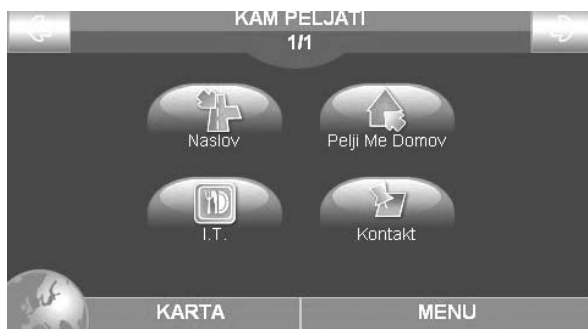 KAM PELJATI
1/1
Naslov
Pelji Me Domov
I.T.
Kontakt
KARTA
MENU